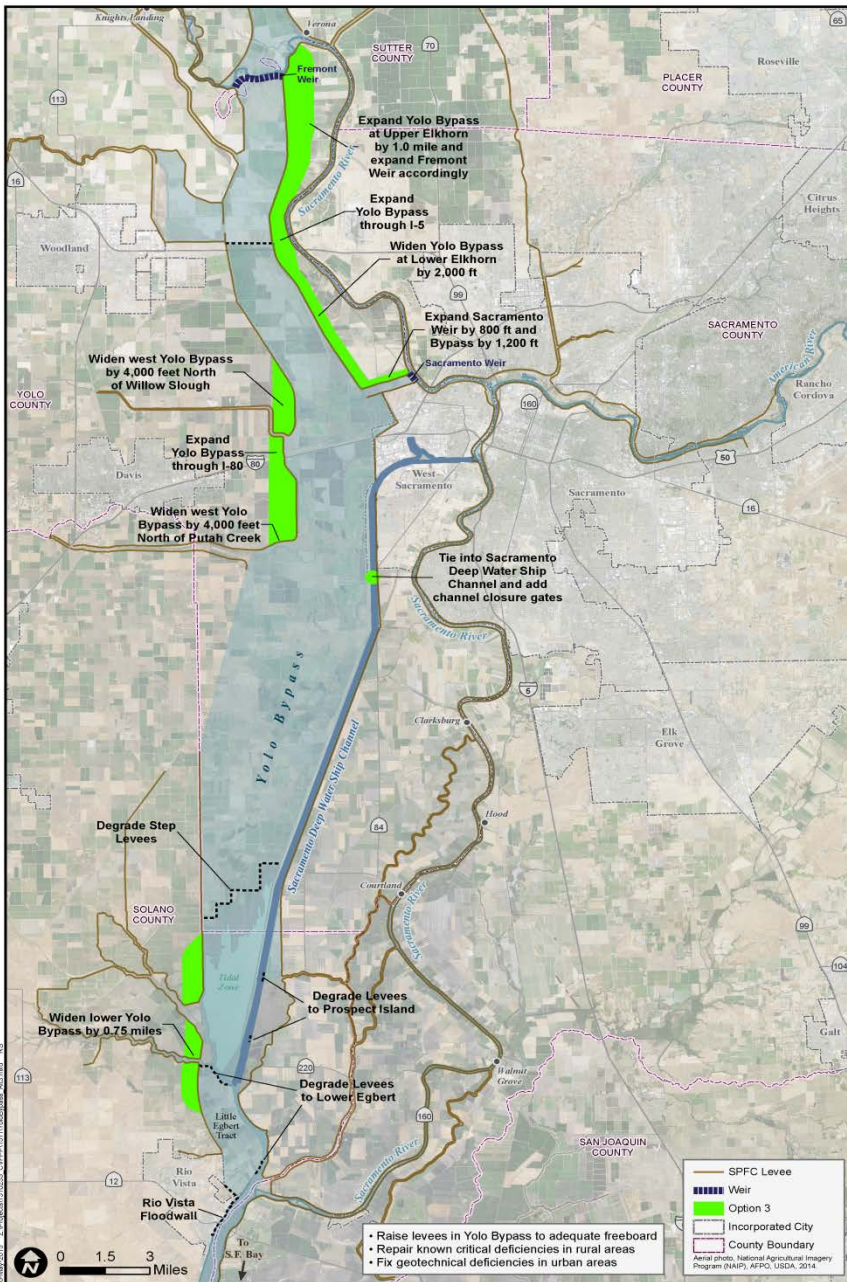 Knights Landing
Verona
SUTTER
COUNTY
70
65
Roseville
PLACER
COUNTY
Fremont
Weir
113
Expand Yolo Bypass
at Upper Elkhorn
by 1.0 mile and
expand Fremont
Weir accordingly
Sacramento River
16
Expand
Yolo Bypass
through I-5
Citrus
Heights
Woodland
Widen Yolo Bypass
at Lower Elkhorn
by 2,000 ft
99
Expand Sacramento
Weir by 800 ft and
Bypass by 1,200 ft
SACRAMENTO
COUNTY
Sacramento Weir
American River
Rancho
Cordova
Widen west Yolo Bypass
by 4,000 feet North
of Willow Slough
YOLO
COUNTY
160
Expand
Yolo Bypass
through I-80
80
50
Davis
West
Sacramento
Sacramento
16
Widen west Yolo
Bypass by 4,000 feet
North of Putah Creek
Tie into Sacramento
Deep Water Ship
Channel and add
channel closure gates
Sacramento River
Yolo Bypass
5
Clarksburg
Elk
Grove
Sacramento Deep Water Ship Channel
Hood
84
Degrade Step
Levees
Courtland
Sacramento River
SOLANO
COUNTY
99
104
Tidal
Zone
Degrade Levees
to Prospect Island
Widen lower Yolo
Bypass by 0.75 miles
Galt
113
220
Walnut
Grove
Degrade Levees
to Lower Egbert
160
Little
Egbert
Tract
Sacramento River
SAN JOAQUIN
COUNTY
Rio
Vista
12
Rio Vista
Floodwall
To
S.F. Bay
0 1.5 3
Miles
• Raise levees in Yolo Bypass to adequate freeboard
• Repair known critical deficiencies in rural areas
• Fix geotechnical deficiencies in urban areas
SPFC Levee
Weir
Option 3
Incorporated City
County Boundary
Aerial photo, National Agricultural Imagery
Program (NAIP), AFPO, USDA, 2014.